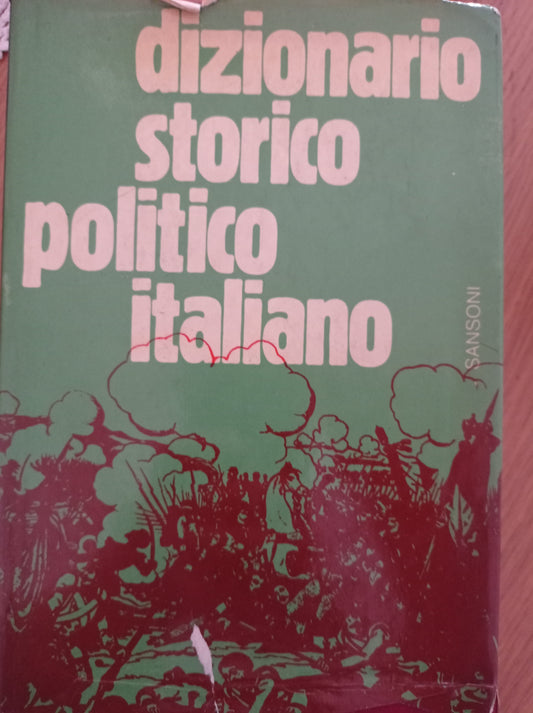 dizionario
storico
politico
italiano
SANSONI